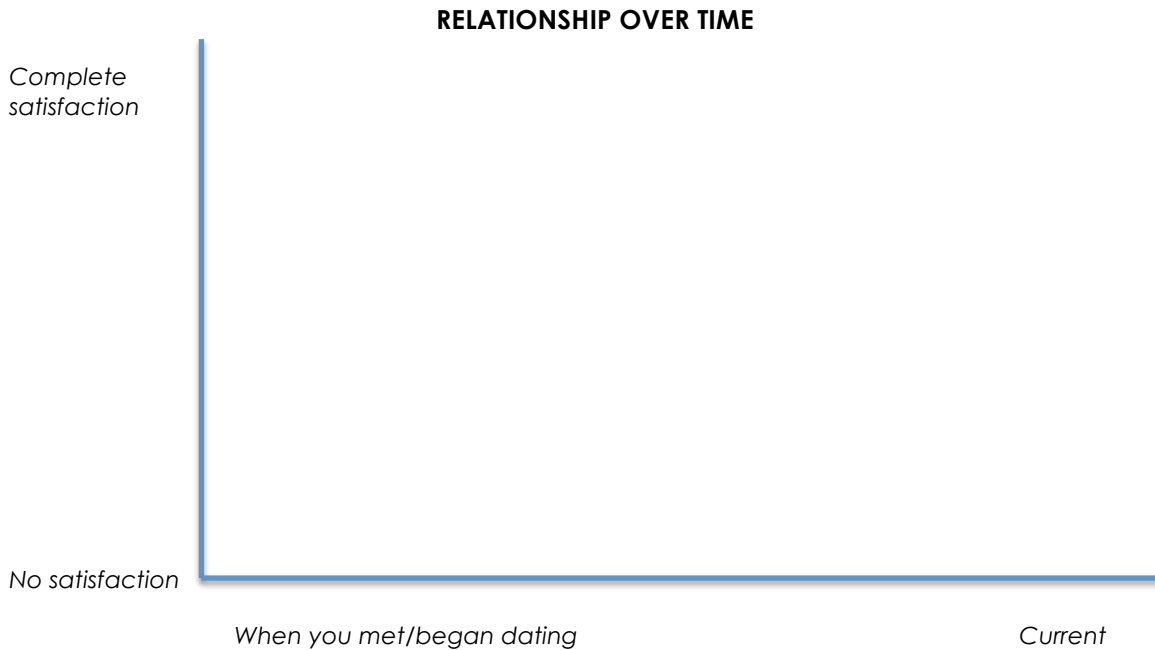 RELATIONSHIP OVER TIME
Complete
satisfaction
No satisfaction
When you met/began dating
Current